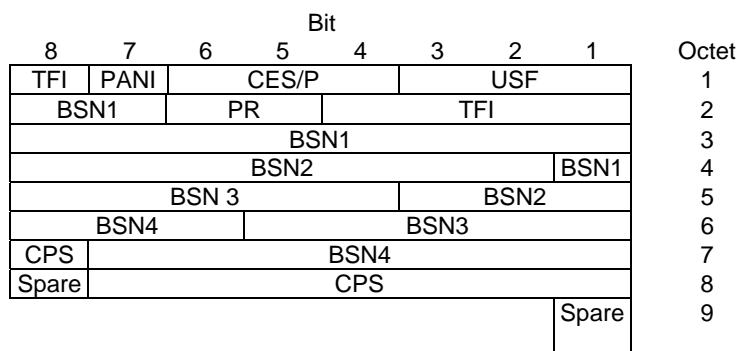 Bit
8 7 6 5 4 3 2 1 Octet
TFI PANI CES/P USF 1
BSN1 PR TFI 2
BSN1 3
BSN2 BSN1 4
BSN 3 BSN2 5
BSN4 BSN3 6
CPS BSN4 7
Spare CPS 8
Spare 9